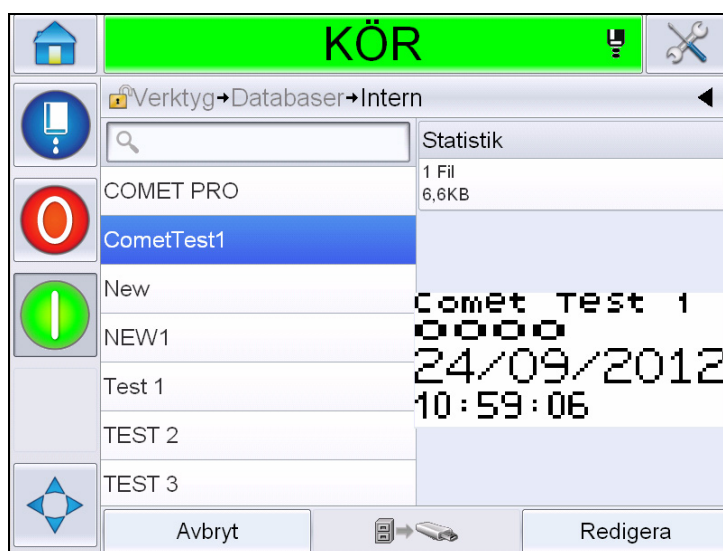 KÖR
Verktyg→Databaser→Intern
Statistik
1 Fil
6,6KB
COMET PRO
CometTest1
New
NEW1
Test 1
TEST 2
TEST 3
Comet Test 1
0000
24/09/2012
10:59:06
Avbryt
Redigera